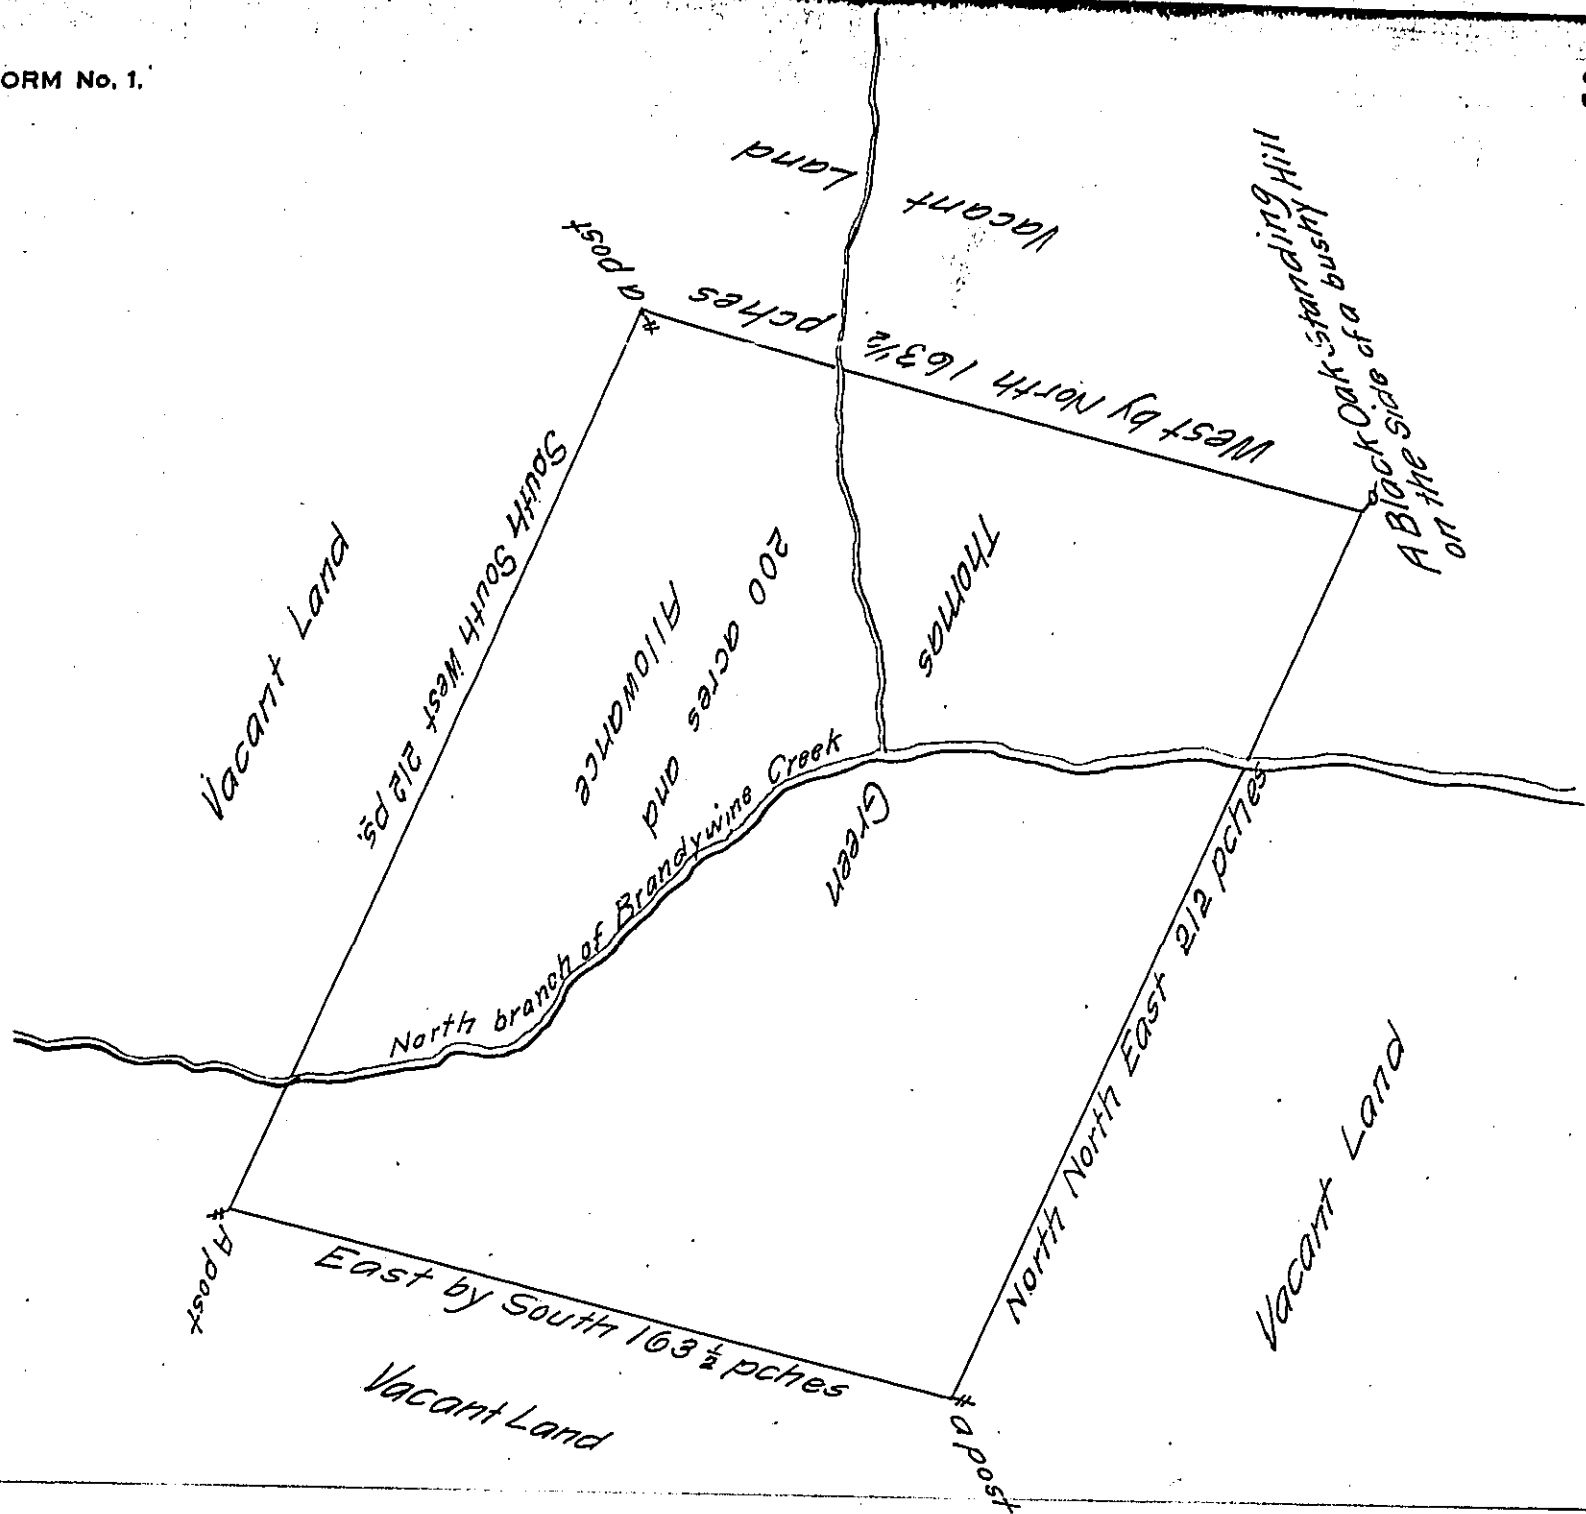 ORM No. 1.
Vacant
Land
a post
West by North 163½ pches
A Black Oak Standing
on the Side of a bushy Hill
South South West 212 ps.
Vacant Land
Thomas
Green
200 acres and
Allowance
North branch of Brandywine Creek
North North East 212 pches
Vacant Land
A post
East by South 163½ pches
Vacant Land
a post